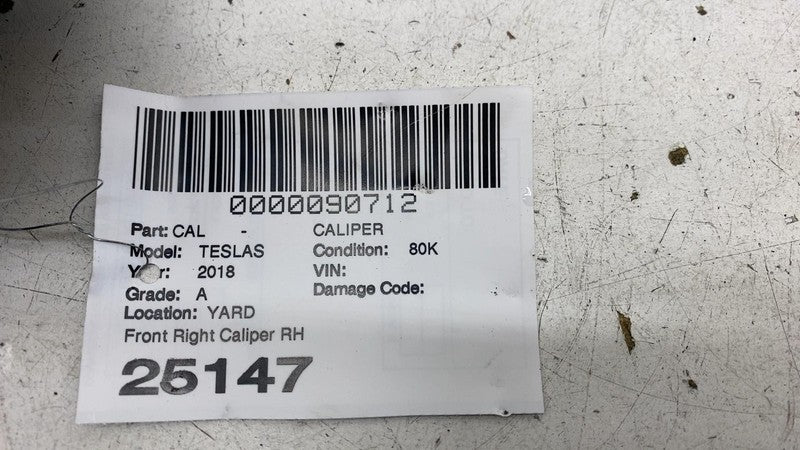 0000090712
Part: CAL - CALIPER
Model: TESLAS Condition: 80K
Year: 2018 VIN:
Grade: A Damage Code:
Location: YARD
Front Right Caliper RH
25147